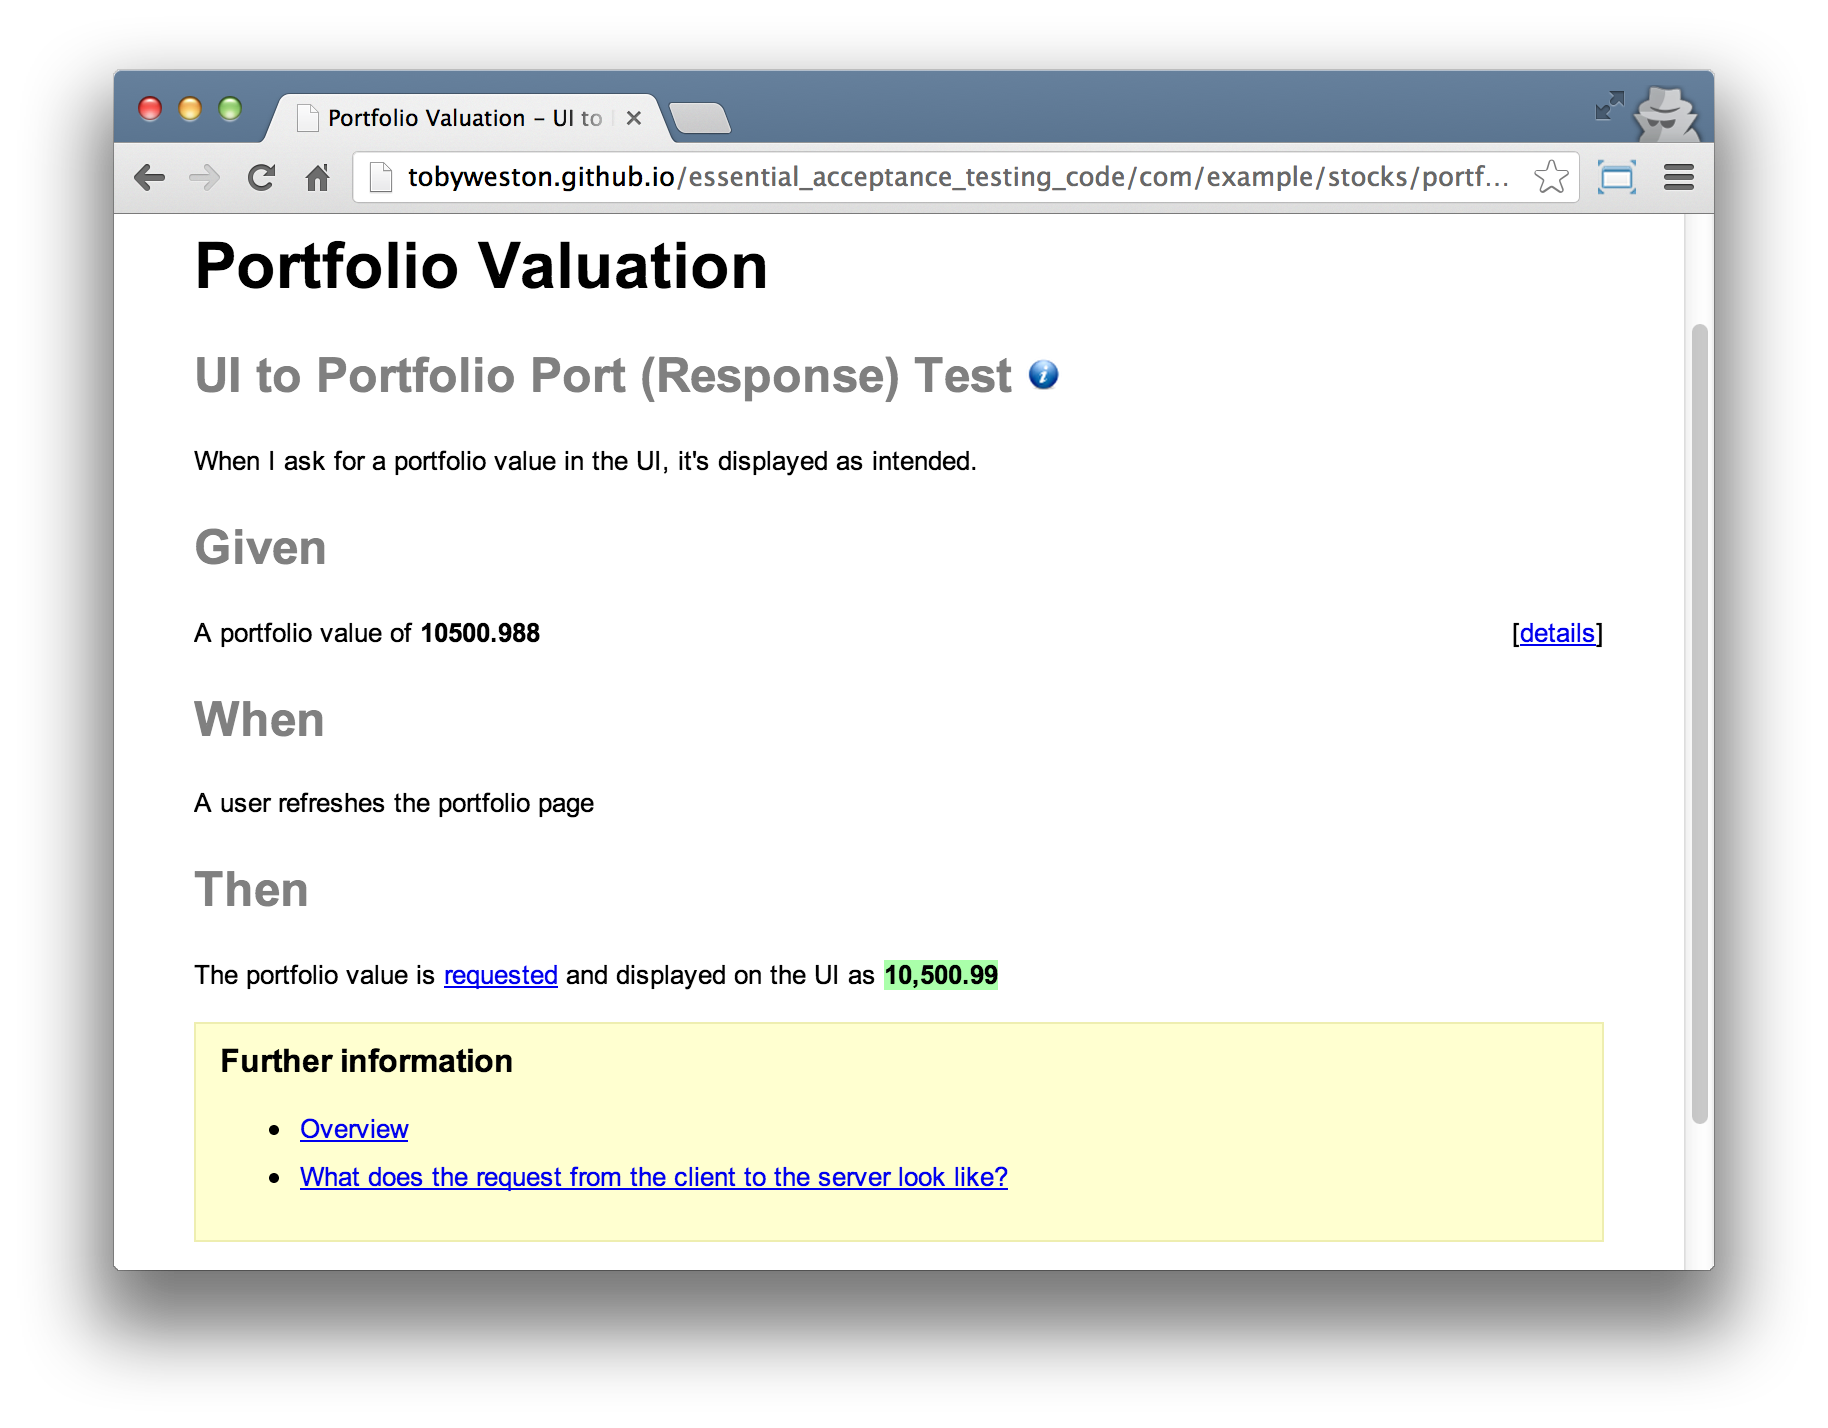 Portfolio Valuation – UI to
tobyweston.github.io/essential_acceptance_testing_code/com/example/stocks/portf...
Portfolio Valuation
UI to Portfolio Port (Response) Test
When I ask for a portfolio value in the UI, it's displayed as intended.
Given
A portfolio value of 10500.988 [details]
When
A user refreshes the portfolio page
Then
The portfolio value is requested and displayed on the UI as 10,500.99
Further information
Overview
What does the request from the client to the server look like?